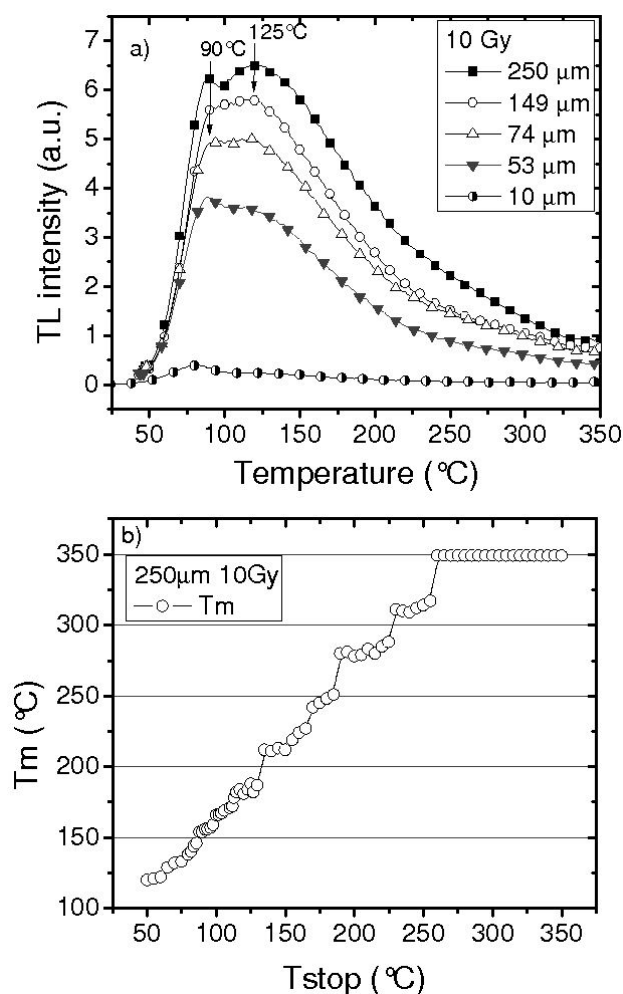 a)
90°C
125°C
10 Gy
250 μm
149 μm
74 μm
53 μm
10 μm
TL intensity (a.u.)
7
6
5
4
3
2
1
0
50 100 150 200 250 300 350
Temperature (°C)
b)
250μm 10Gy
Tm
Tm (°C)
350
300
250
200
150
100
50 100 150 200 250 300 350
Tstop (°C)